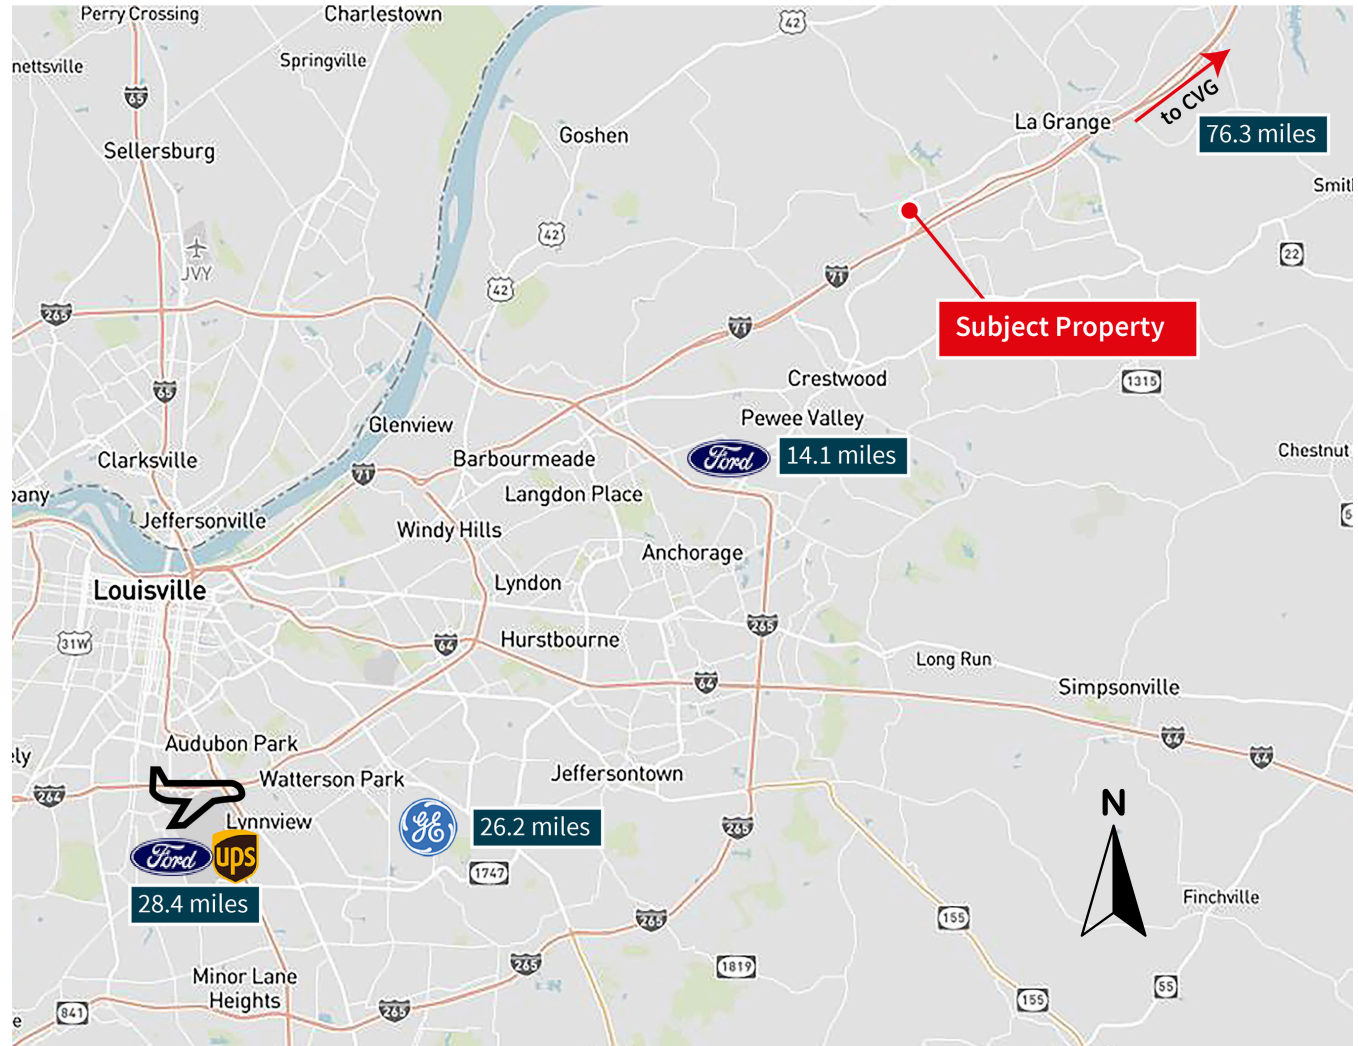 Perry Crossing
Charlestown
42
nettsville
Springville
to CVG
65
La Grange
76.3 miles
Goshen
Sellersburg
Smit
42
22
JVY
71
42
265
Subject Property
71
Crestwood
1315
65
Pewee Valley
Glenview
Ford
14.1 miles
Chestnut
Clarksville
Barbourmeade
71
Langdon Place
bany
5
Jeffersonville
Windy Hills
Anchorage
Louisville
Lyndon
265
31W
64
Hurstbourne
Long Run
64
Simpsonville
64
64
Audubon Park
ely
Watterson Park
Jeffersontown
264
N
Lynnview
GE
26.2 miles
265
Ford
ups
1747
28.4 miles
Finchville
265
155
Minor Lane
Heights
265
1819
55
155
841
265
e